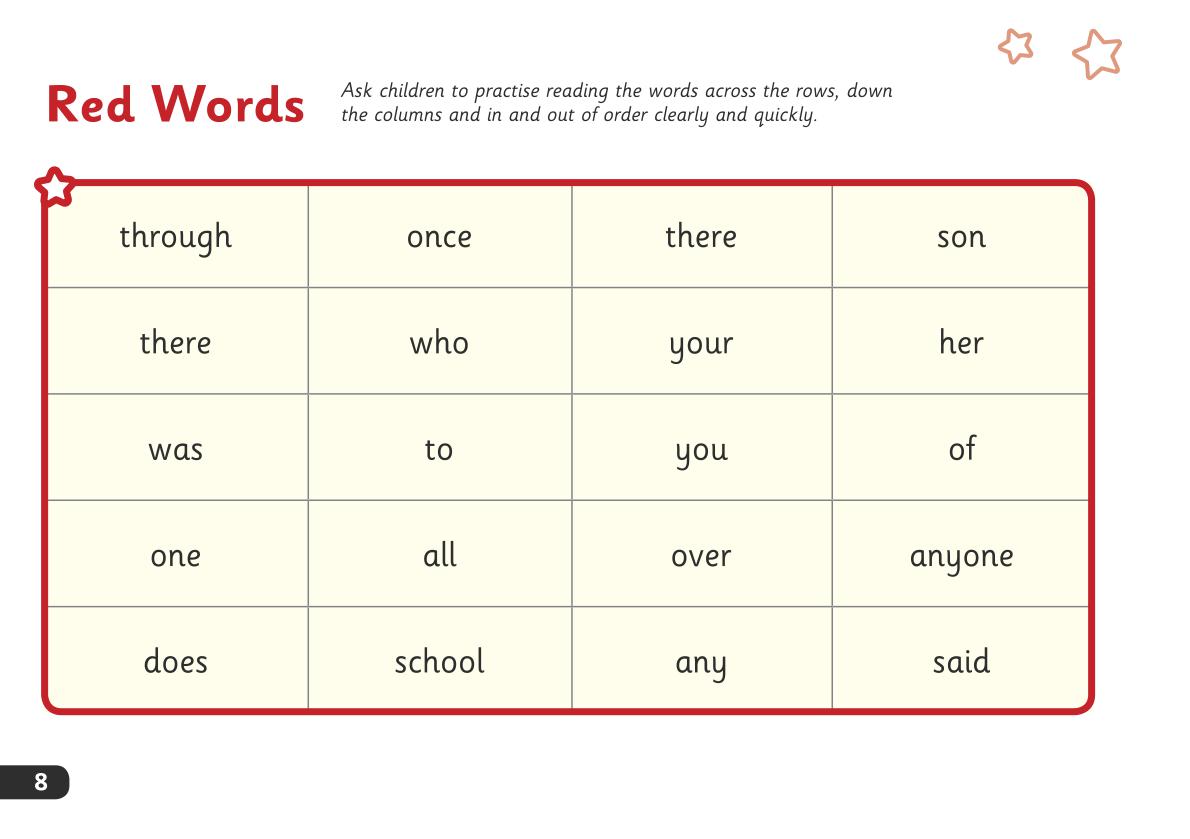 Red Words
Ask children to practise reading the words across the rows, down
the columns and in and out of order clearly and quickly.
through once there son
there who your her
was to you of
one all over anyone
does school any said
8